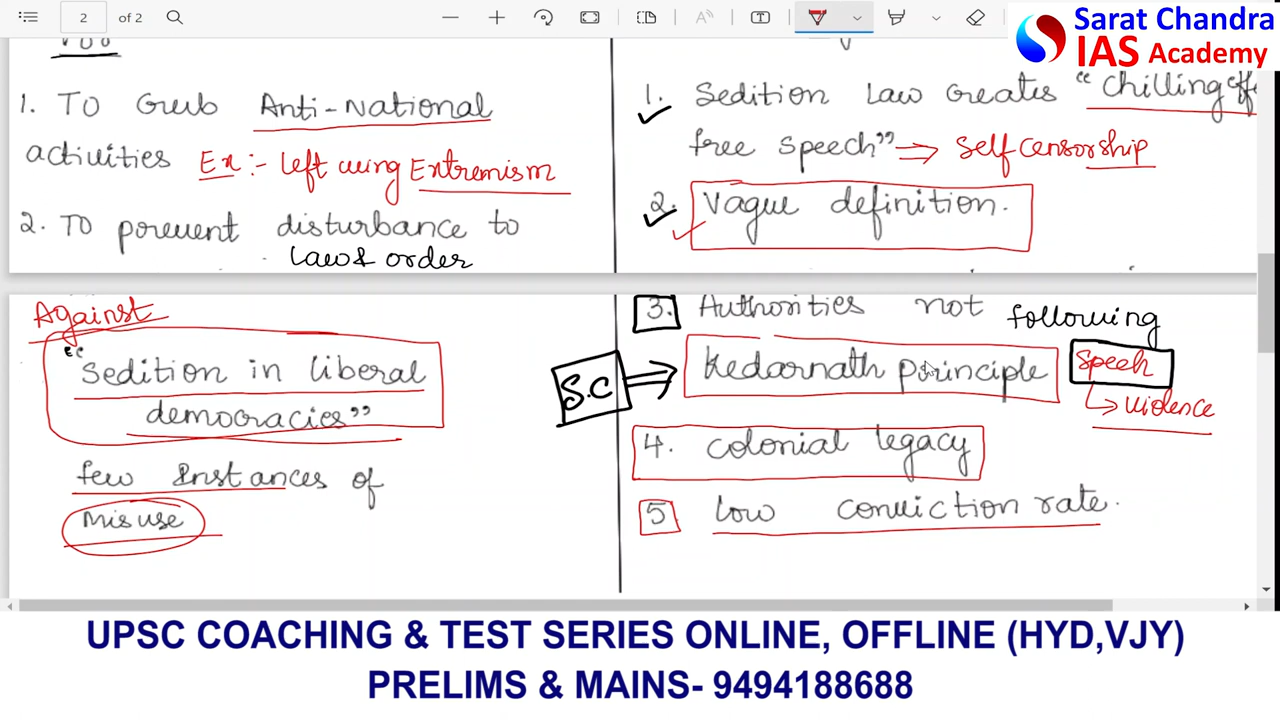 2 of 2
Sarat Chandra
IAS Academy
1. To Curb Anti-National
activities Ex:- left wing Extremism
2. To prevent disturbance to
law & order
1. Sedition Law Creates "chilling effe
free speech" ⇒ Self censorship
2. Vague definition.
Against
"Sedition in liberal
democracies"
few Instances of
Misuse
3. Authorities not following
S.C ⇒ Kedarnath principle Speech
↳ violence
4. colonial legacy
5 low conviction rate.
UPSC COACHING & TEST SERIES ONLINE, OFFLINE (HYD,VJY)
PRELIMS & MAINS- 9494188688